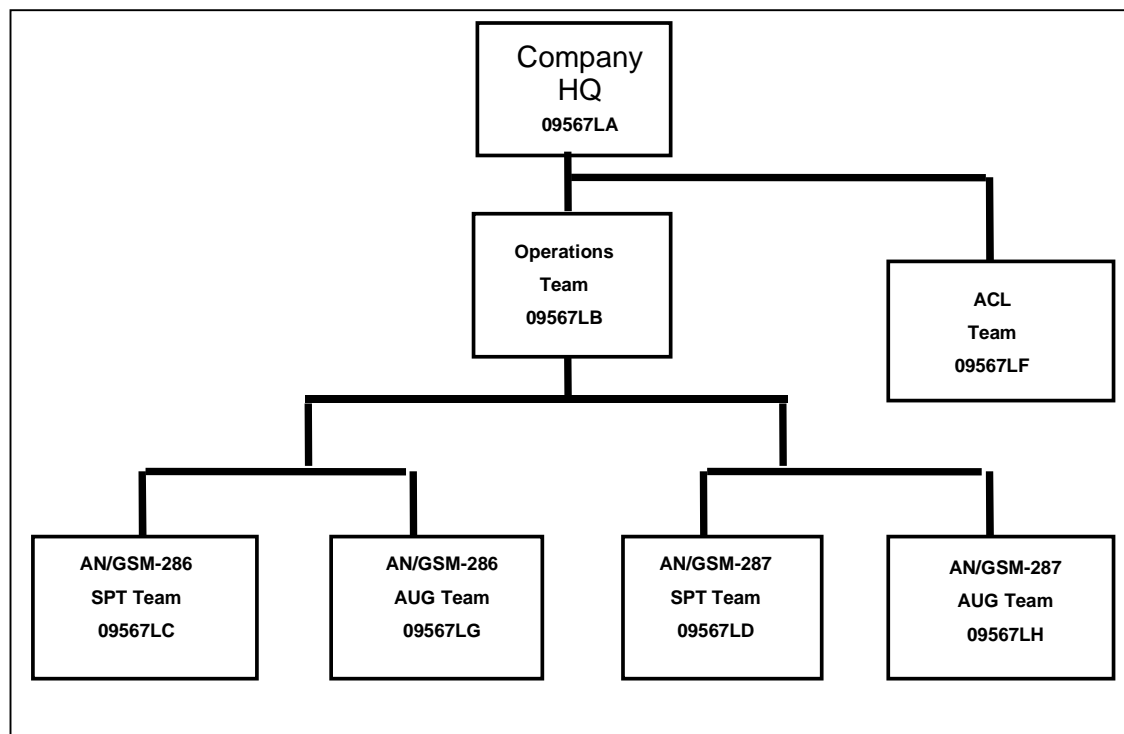 Company
HQ
09567LA
Operations
Team
09567LB
ACL
Team
09567LF
AN/GSM-286
SPT Team
09567LC
AN/GSM-286
AUG Team
09567LG
AN/GSM-287
SPT Team
09567LD
AN/GSM-287
AUG Team
09567LH